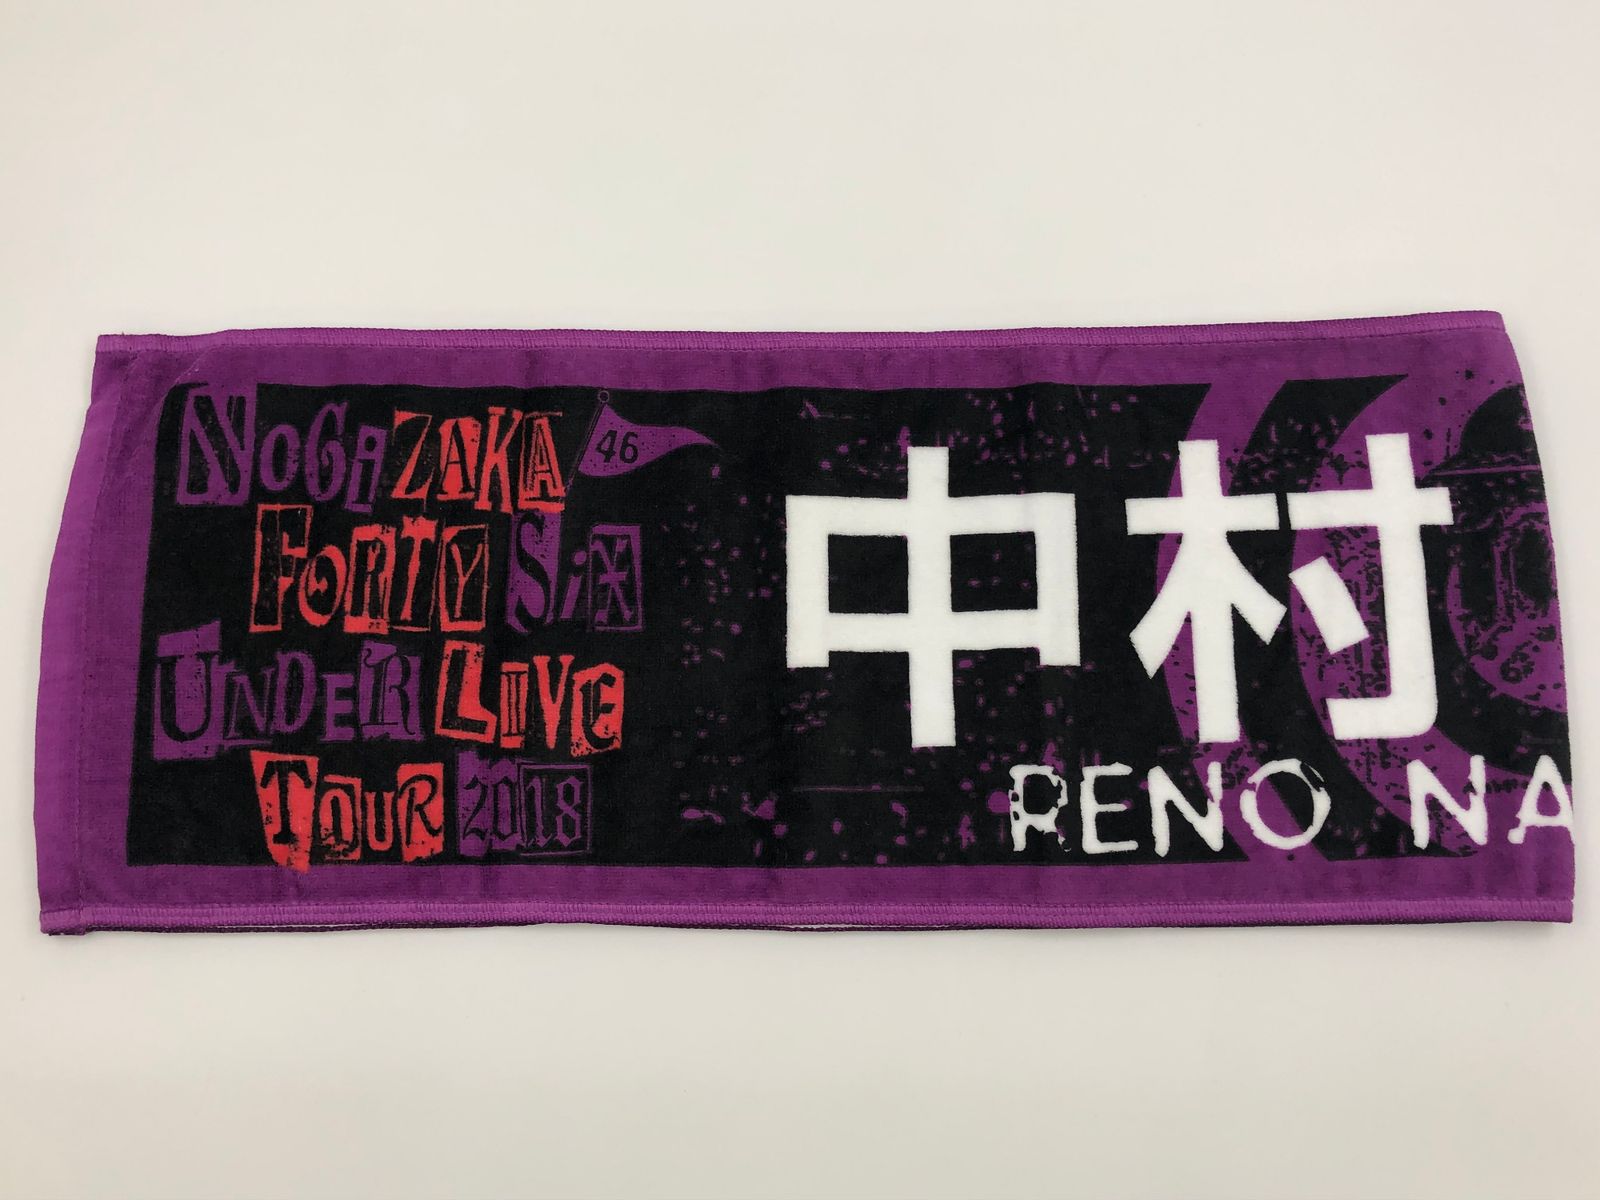 NOGiZAKA
46
FORTY SiX
UNDER LIVE
TOUR 2018
中村
RENO NA